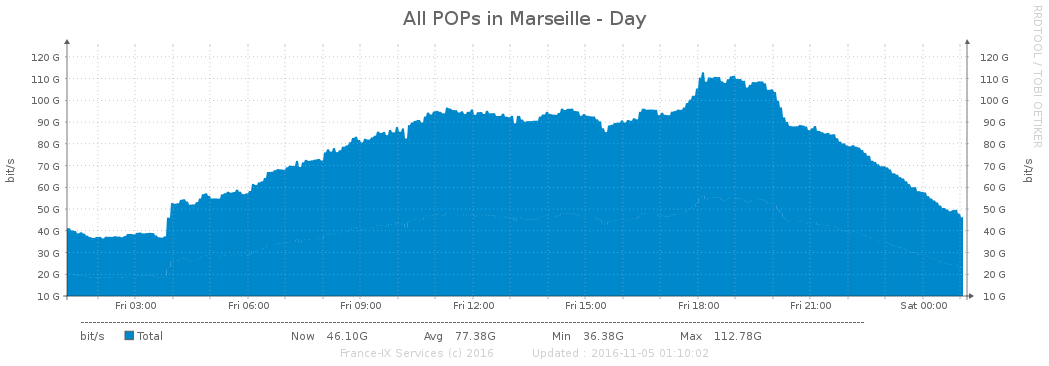 All POPs in Marseille - Day
RRDTOOL / TOBI OETIKER
120 G 120 G
110 G 110 G
100 G 100 G
90 G 90 G
80 G 80 G
70 G 70 G
60 G 60 G
50 G 50 G
40 G 40 G
30 G 30 G
20 G 20 G
10 G 10 G
bit/s
bit/s
Fri 03:00 Fri 06:00 Fri 09:00 Fri 12:00 Fri 15:00 Fri 18:00 Fri 21:00 Sat 00:00
bit/s Total Now 46.10G Avg 77.38G Min 36.38G Max 112.78G
France-IX Services (c) 2016 Updated : 2016-11-05 01:10:02